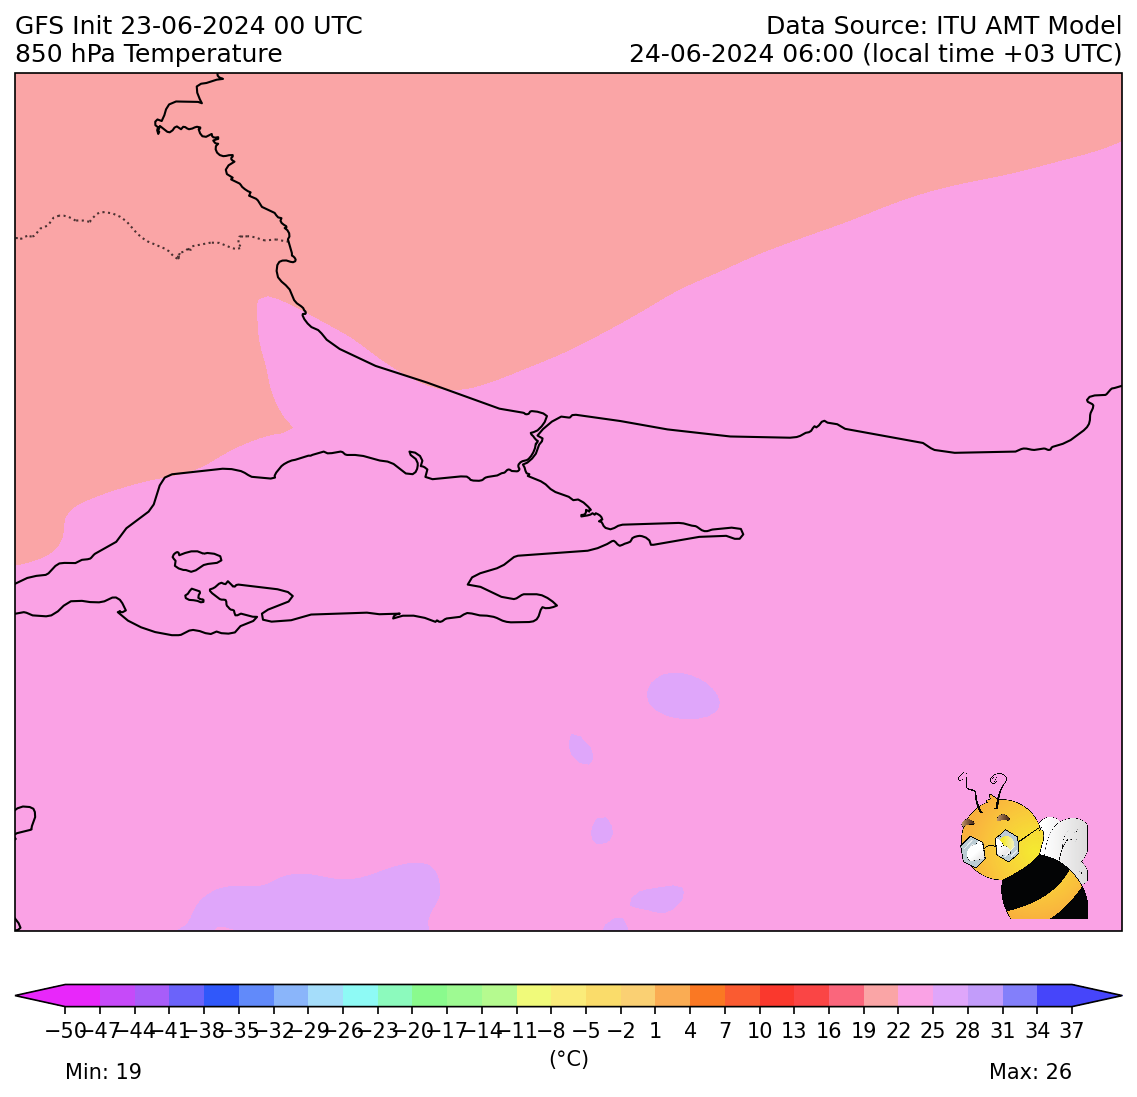 GFS Init 23-06-2024 00 UTC
Data Source: ITU AMT Model
850 hPa Temperature
24-06-2024 06:00 (local time +03 UTC)
−50 −47 −44 −41 −38 −35 −32 −29 −26 −23 −20 −17 −14 −11 −8 −5 −2 1 4 7 10 13 16 19 22 25 28 31 34 37
(°C)
Min: 19
Max: 26